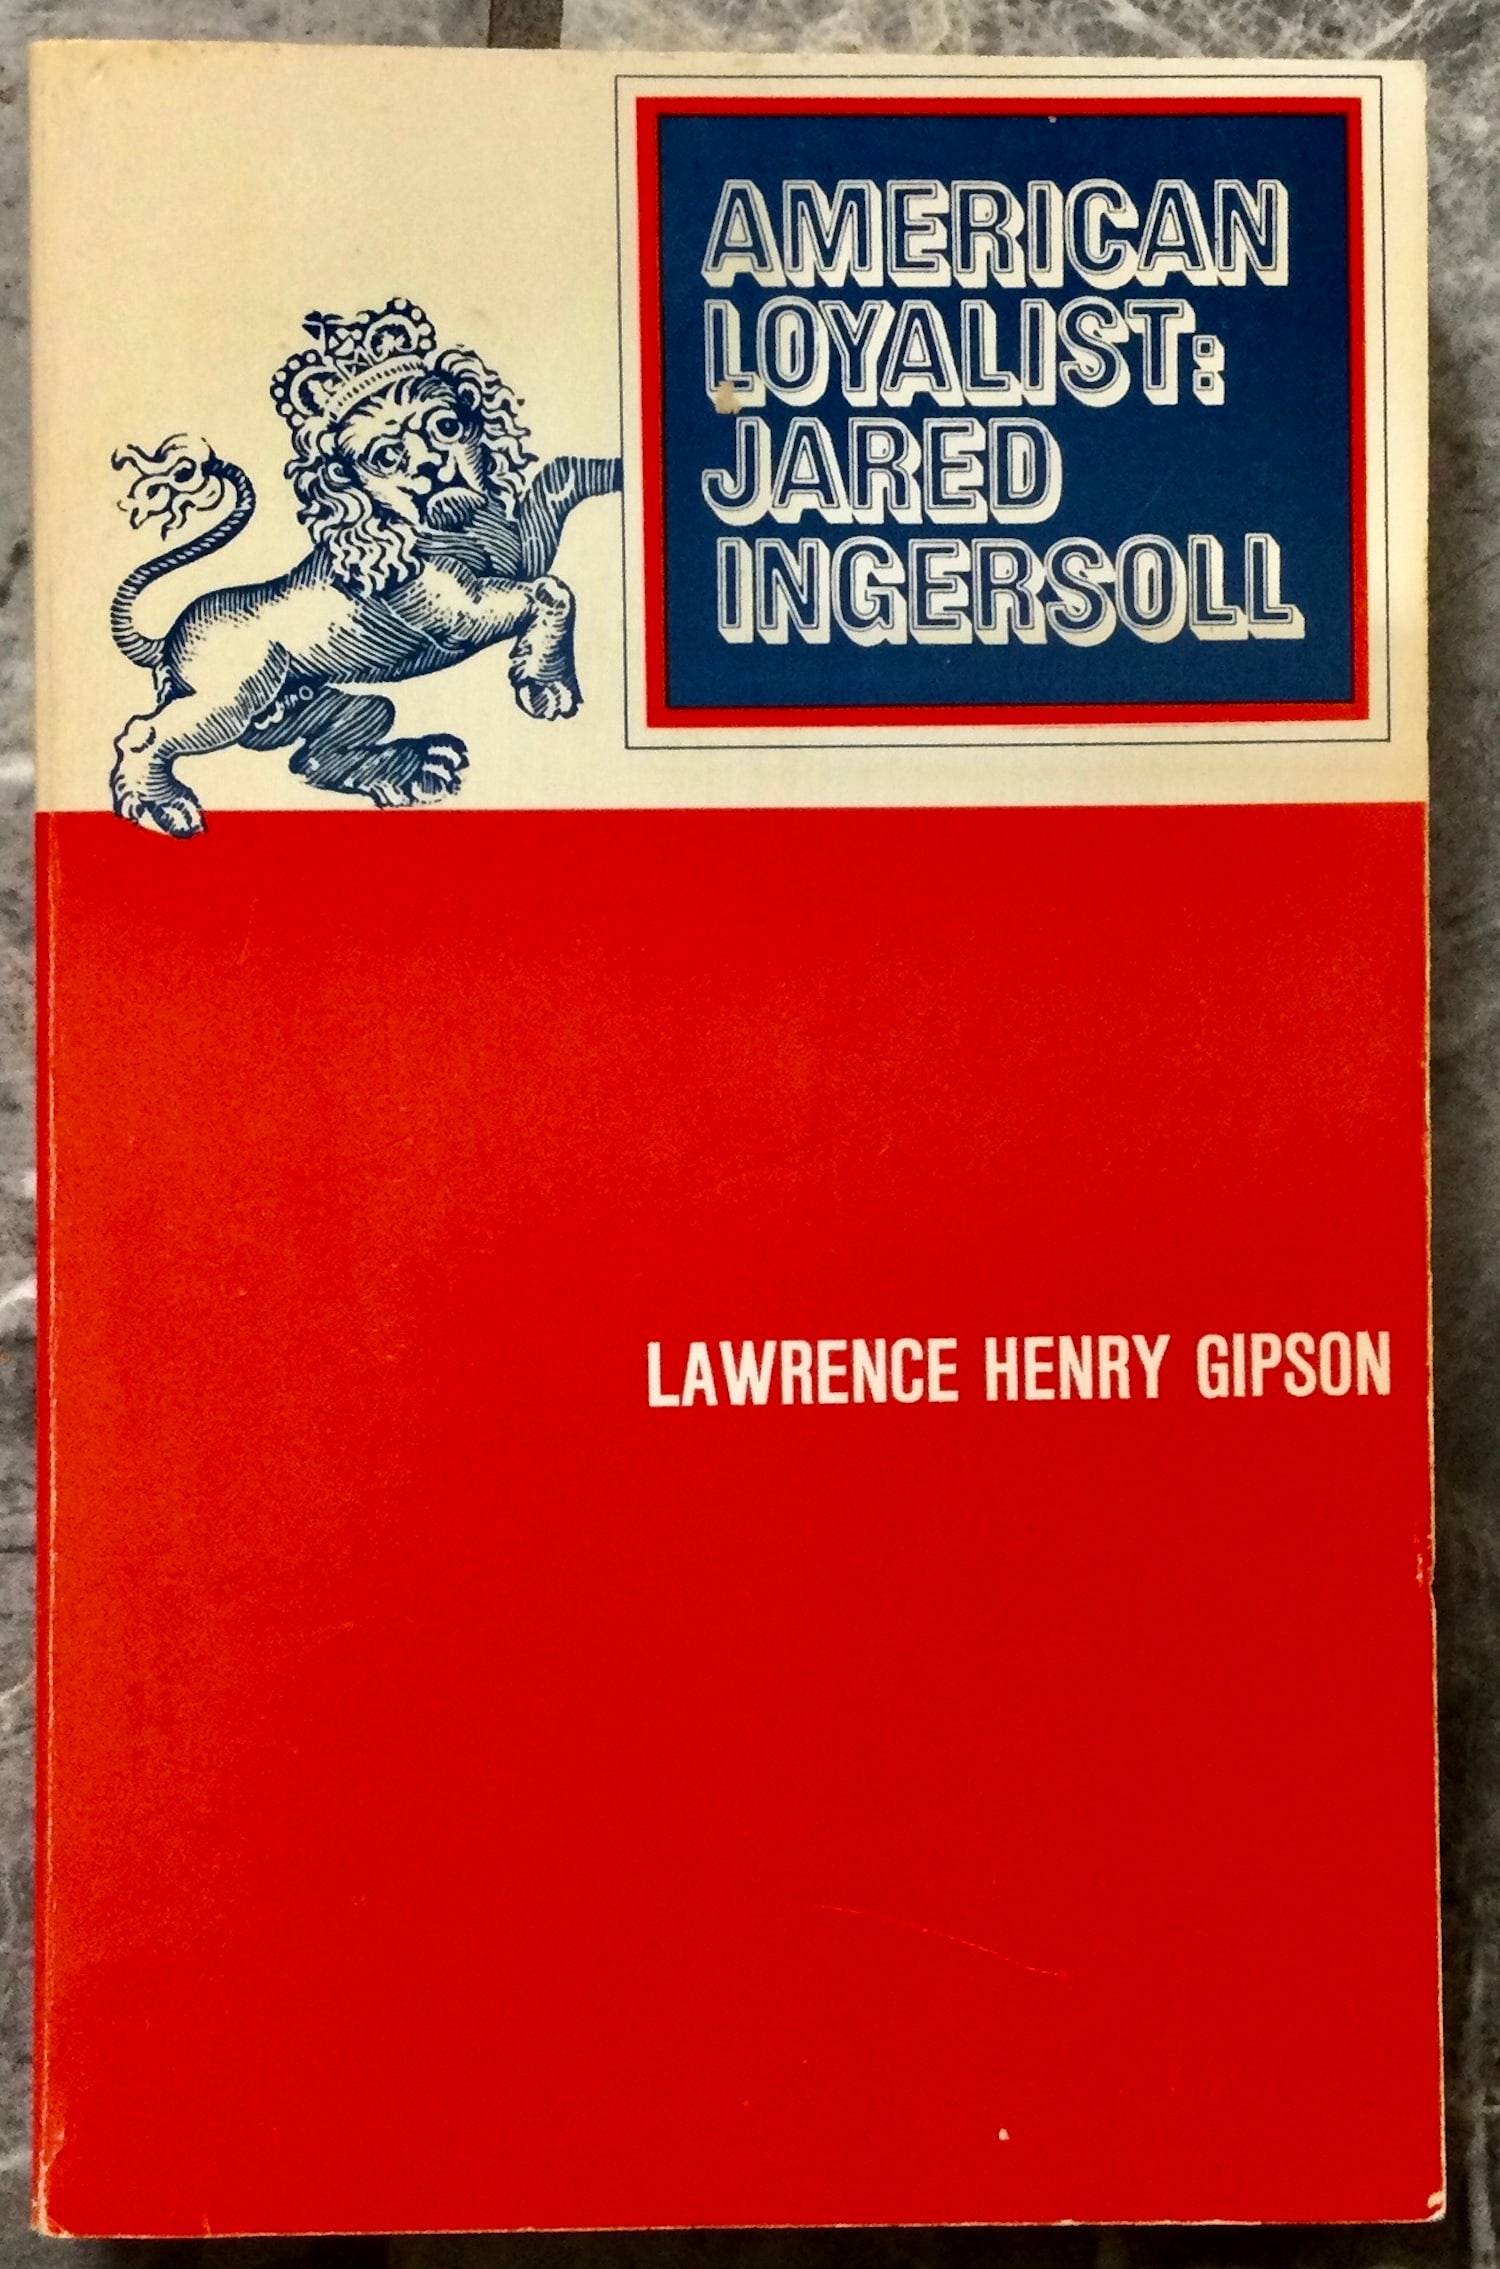 AMERICAN
LOYALIST:
JARED
INGERSOLL
LAWRENCE HENRY GIPSON